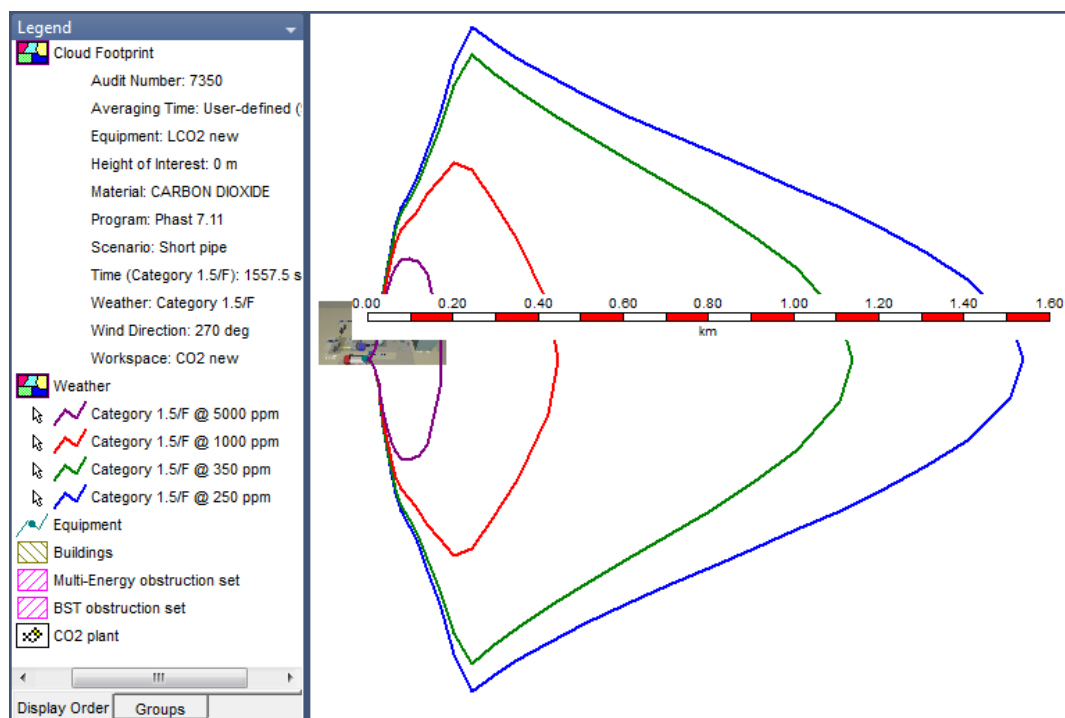 Legend
Cloud Footprint
Audit Number: 7350
Averaging Time: User-defined (
Equipment: LCO2 new
Height of Interest: 0 m
Material: CARBON DIOXIDE
Program: Phast 7.11
Scenario: Short pipe
Time (Category 1.5/F): 1557.5 s
Weather: Category 1.5/F
Wind Direction: 270 deg
Workspace: CO2 new
Weather
Category 1.5/F @ 5000 ppm
Category 1.5/F @ 1000 ppm
Category 1.5/F @ 350 ppm
Category 1.5/F @ 250 ppm
Equipment
Buildings
Multi-Energy obstruction set
BST obstruction set
CO2 plant
Display Order Groups
0.00 0.20 0.40 0.60 0.80 1.00 1.20 1.40 1.60
km